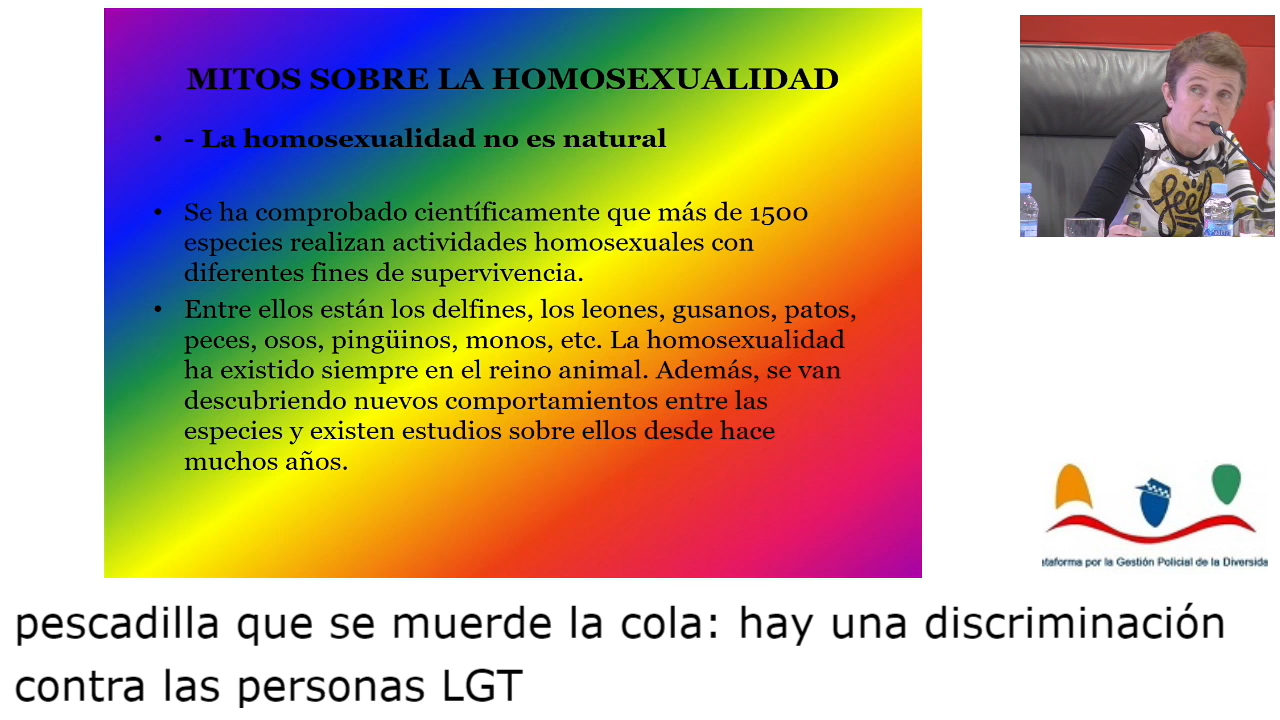 MITOS SOBRE LA HOMOSEXUALIDAD
• - La homosexualidad no es natural
• Se ha comprobado científicamente que más de 1500
especies realizan actividades homosexuales con
diferentes fines de supervivencia.
• Entre ellos están los delfines, los leones, gusanos, patos,
peces, osos, pingüinos, monos, etc. La homosexualidad
ha existido siempre en el reino animal. Además, se van
descubriendo nuevos comportamientos entre las
especies y existen estudios sobre ellos desde hace
muchos años.
feel
ataforma por la Gestión Policial de la Diversida
pescadilla que se muerde la cola: hay una discriminación
contra las personas LGT